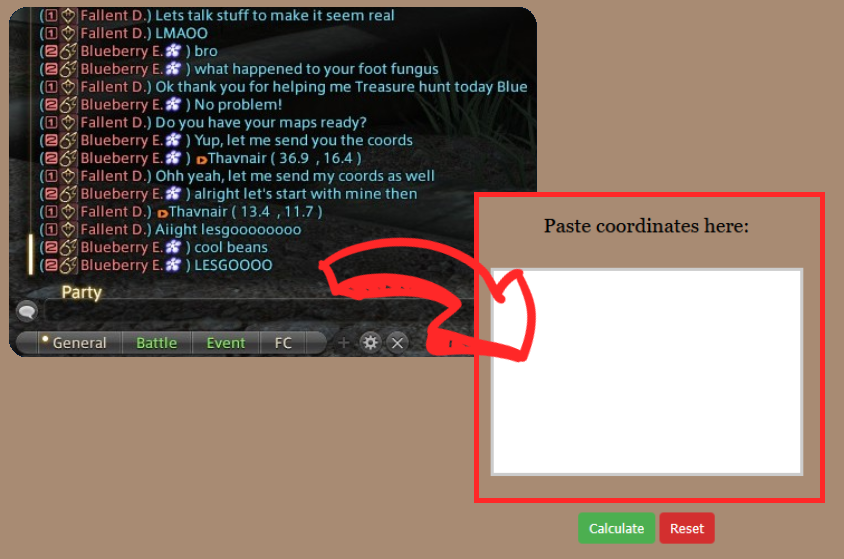 (1 Fallent D.) Lets talk stuff to make it seem real
(1 Fallent D.) LMAOO
(2 Blueberry E. ) bro
(2 Blueberry E. ) what happened to your foot fungus
(1 Fallent D.) Ok thank you for helping me Treasure hunt today Blue
(2 Blueberry E. ) No problem!
(1 Fallent D.) Do you have your maps ready?
(2 Blueberry E. ) Yup, let me send you the coords
(2 Blueberry E. ) Thavnair ( 36.9 , 16.4 )
(1 Fallent D.) Ohh yeah, let me send my coords as well
(2 Blueberry E. ) alright let's start with mine then
(1 Fallent D.) Thavnair ( 13.4 , 11.7 )
(1 Fallent D.) Aiight lesgooooooooo
(2 Blueberry E. ) cool beans
(2 Blueberry E. ) LESGOOOO
Party
General Battle Event FC
Paste coordinates here:
Calculate Reset